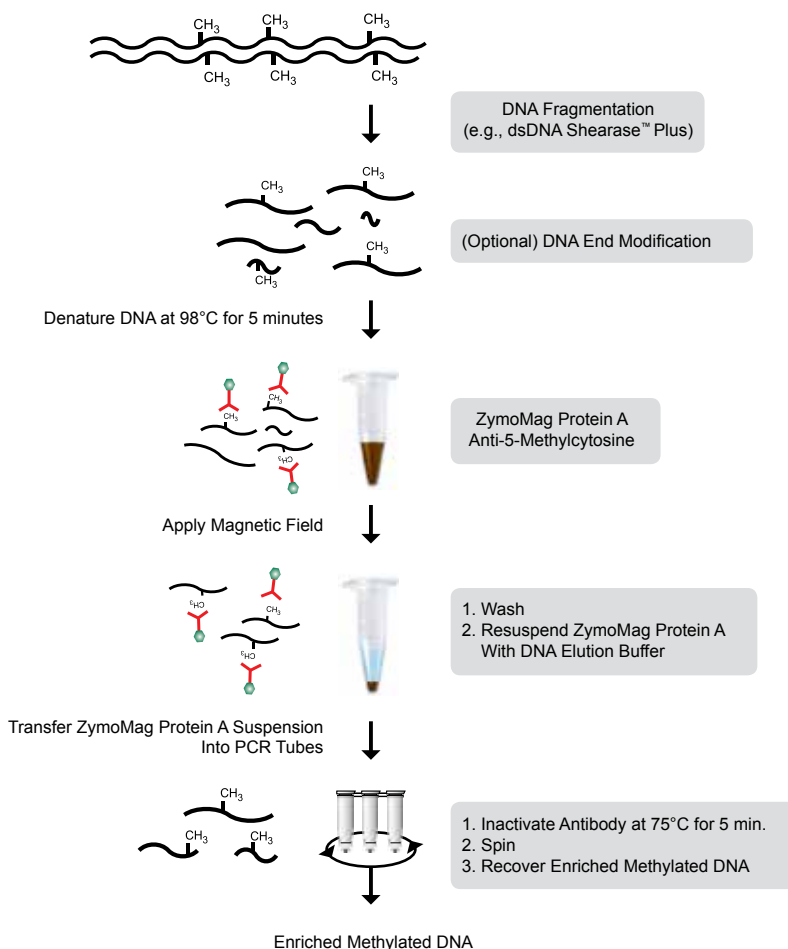 CH3 CH3 CH3
CH3 CH3 CH3
DNA Fragmentation
(e.g., dsDNA Shearase™ Plus)
CH3
CH3
CH3
CH3
(Optional) DNA End Modification
Denature DNA at 98°C for 5 minutes
CH3
CH3
CH3
ZymoMag Protein A
Anti-5-Methylcytosine
Apply Magnetic Field
CH3
CH3
CH3
1. Wash
2. Resuspend ZymoMag Protein A
With DNA Elution Buffer
Transfer ZymoMag Protein A Suspension
Into PCR Tubes
CH3
CH3 CH3
1. Inactivate Antibody at 75°C for 5 min.
2. Spin
3. Recover Enriched Methylated DNA
Enriched Methylated DNA